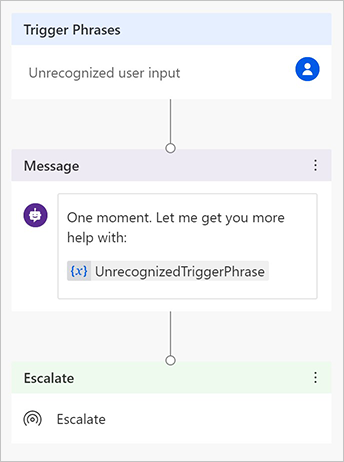 Trigger Phrases
Unrecognized user input
Message
One moment. Let me get you more
help with:
{x} UnrecognizedTriggerPhrase
Escalate
Escalate